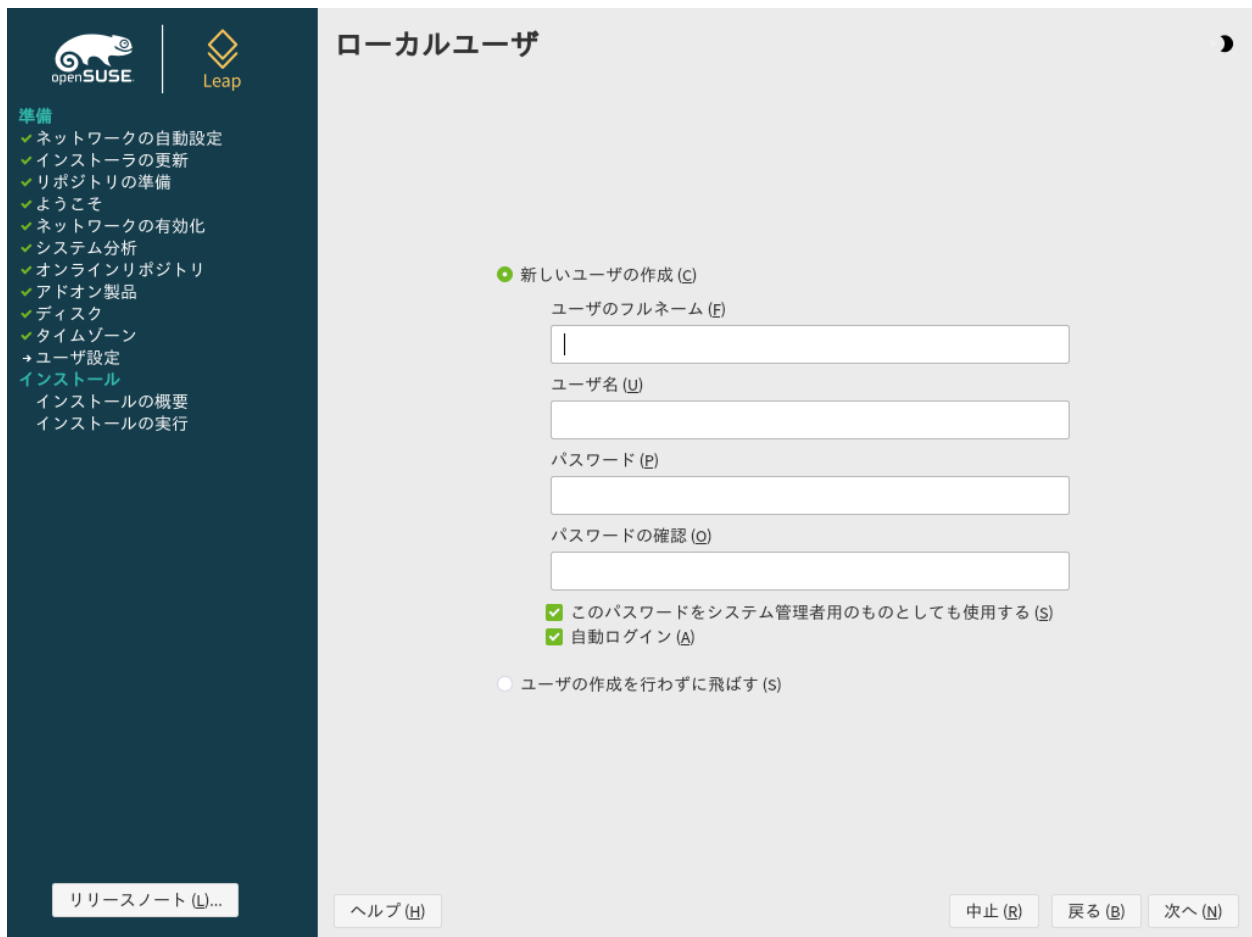 openSUSE
Leap
準備
ネットワークの自動設定
インストーラの更新
リポジトリの準備
ようこそ
ネットワークの有効化
システム分析
オンラインリポジトリ
アドオン製品
ディスク
タイムゾーン
ユーザ設定
インストール
インストールの概要
インストールの実行
リリースノート (L)...
ローカルユーザ
新しいユーザの作成 (C)
ユーザのフルネーム (F)
ユーザ名 (U)
パスワード (P)
パスワードの確認 (O)
このパスワードをシステム管理者用のものとしても使用する (S)
自動ログイン (A)
ユーザの作成を行わずに飛ばす (S)
ヘルプ (H)
中止 (R)
戻る (B)
次へ (N)